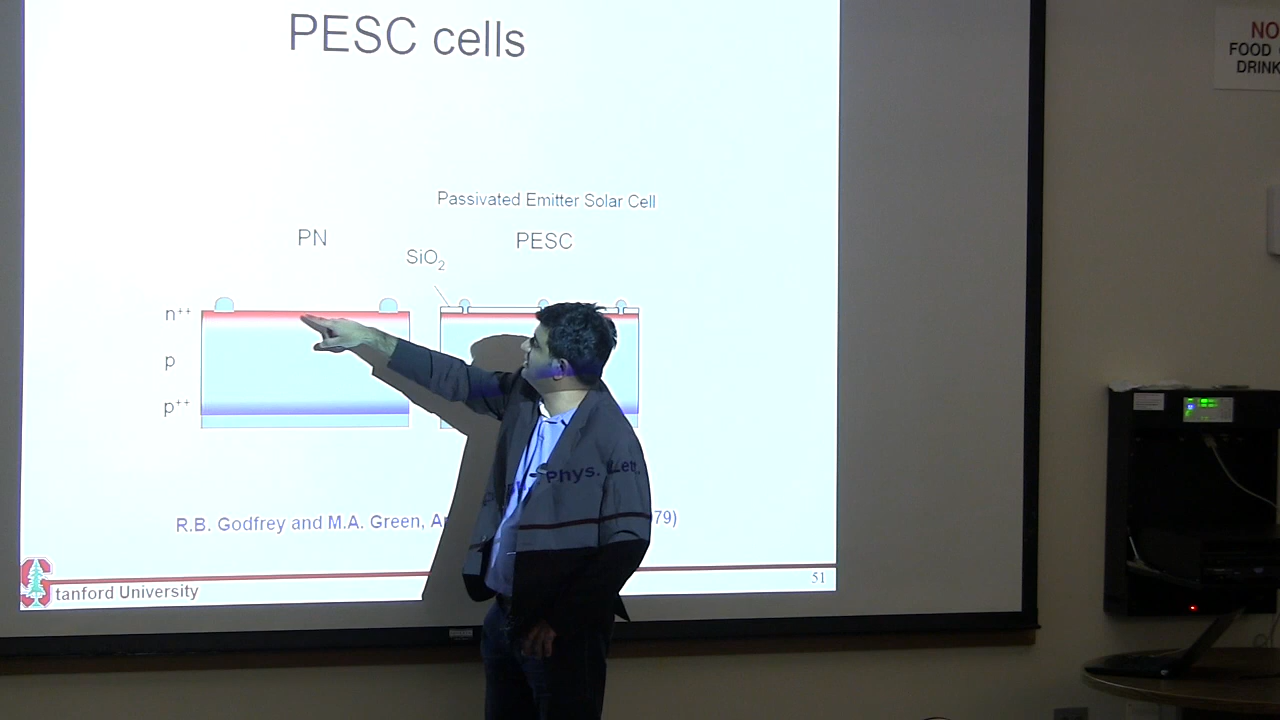 PESC cells
NO
FOOD
DRINK
Passivated Emitter Solar Cell
PN
PESC
SiO2
n++
p
p++
Phys. Lett.
R.B. Godfrey and M.A. Green, 79)
51
tanford University